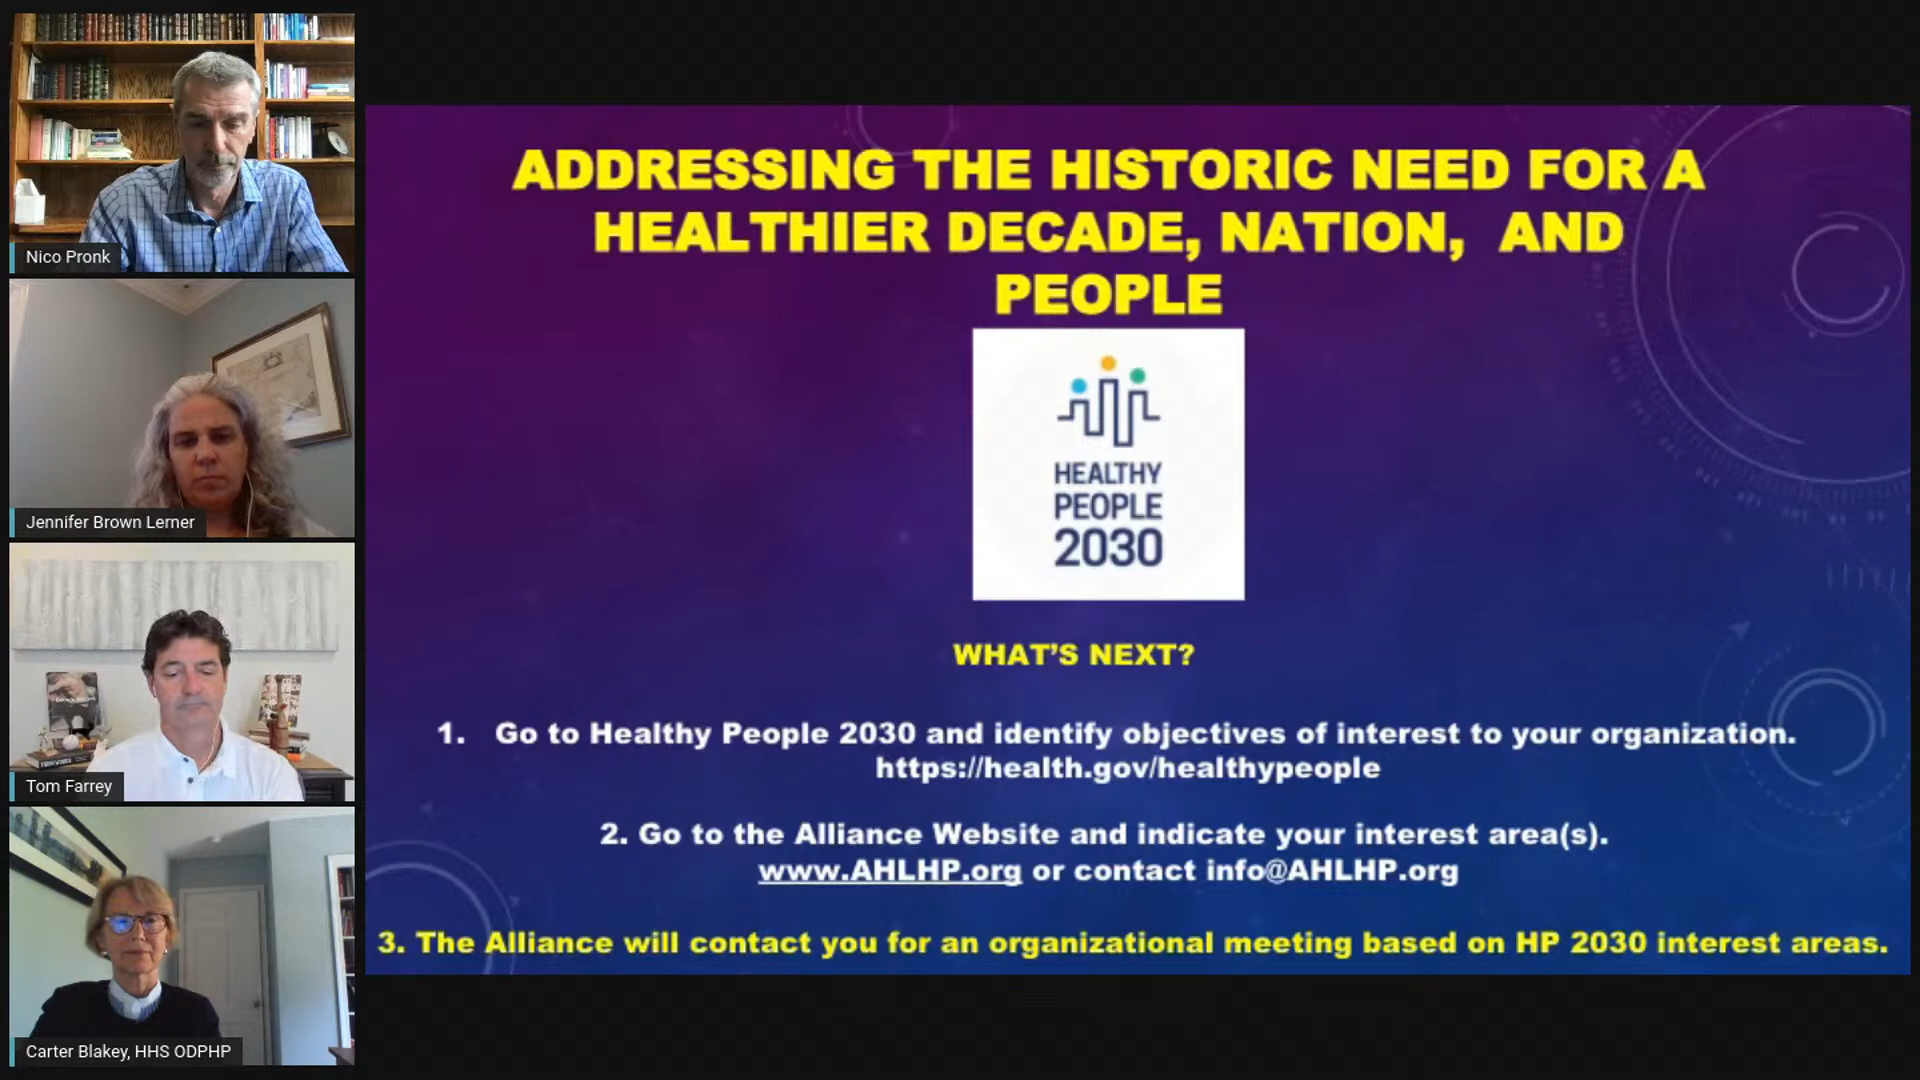 Nico Pronk
Jennifer Brown Lerner
Tom Farrey
Carter Blakey, HHS ODPHP
ADDRESSING THE HISTORIC NEED FOR A
HEALTHIER DECADE, NATION,  AND
PEOPLE
HEALTHY
PEOPLE
2030
WHAT’S NEXT?
1.   Go to Healthy People 2030 and identify objectives of interest to your organization.
https://health.gov/healthypeople
2. Go to the Alliance Website and indicate your interest area(s).
www.AHLHP.org or contact info@AHLHP.org
3. The Alliance will contact you for an organizational meeting based on HP 2030 interest areas.